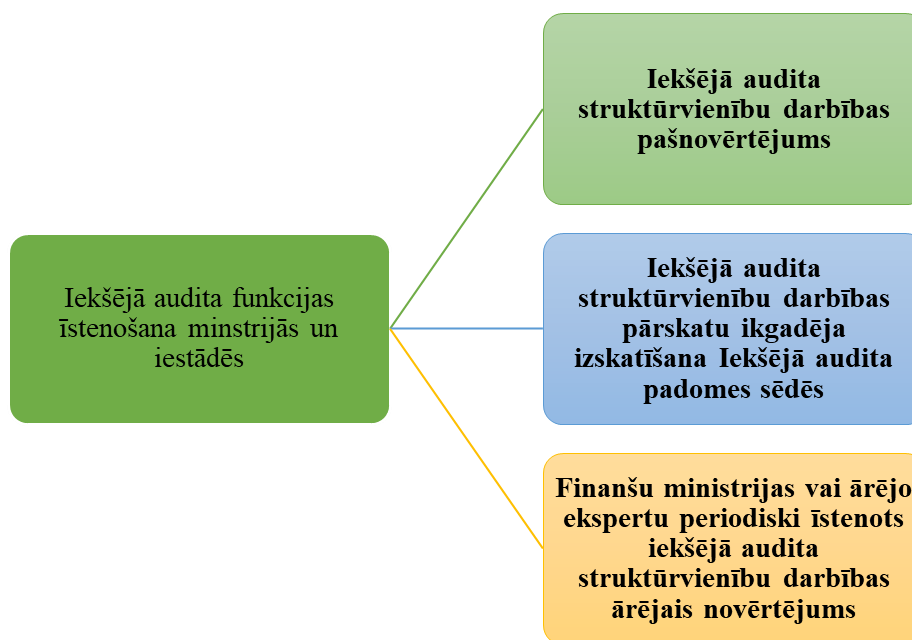 Iekšējā audita funkcijas
īstenošana minstrijās un
iestādēs
Iekšējā audita
struktūrvienību darbības
pašnovērtējums
Iekšējā audita
struktūrvienību darbības
pārskatu ikgadēja
izskatīšana Iekšējā audita
padomes sēdēs
Finanšu ministrijas vai ārējo
ekspertu periodiski īstenots
iekšējā audita
struktūrvienību darbības
ārējais novērtējums